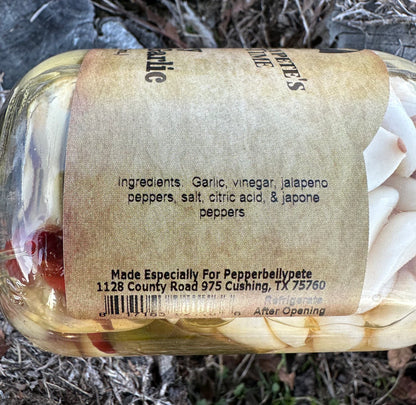 PETE'S
TIME
arlic
Ingredients: Garlic, vinegar, jalapeno
peppers, salt, citric acid, & japone
peppers
Made Especially For Pepperbellypete
1128 County Road 975 Cushing, TX 75760
Refrigerate
After Opening